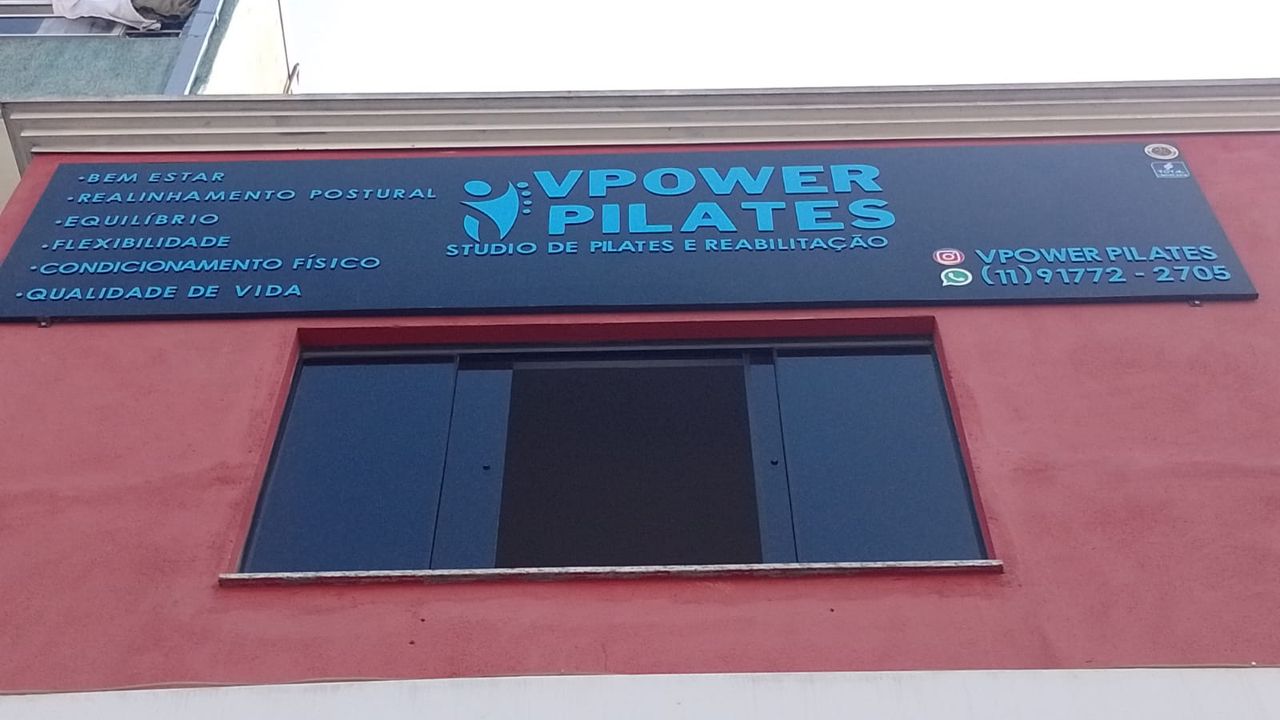 •BEM ESTAR
•REALINHAMENTO POSTURAL
•EQUILÍBRIO
•FLEXIBILIDADE
•CONDICIONAMENTO FÍSICO
•QUALIDADE DE VIDA
VPOWER
PILATES
STUDIO DE PILATES E REABILITAÇÃO
VPOWER PILATES
(11)91772-2705
TOTAL